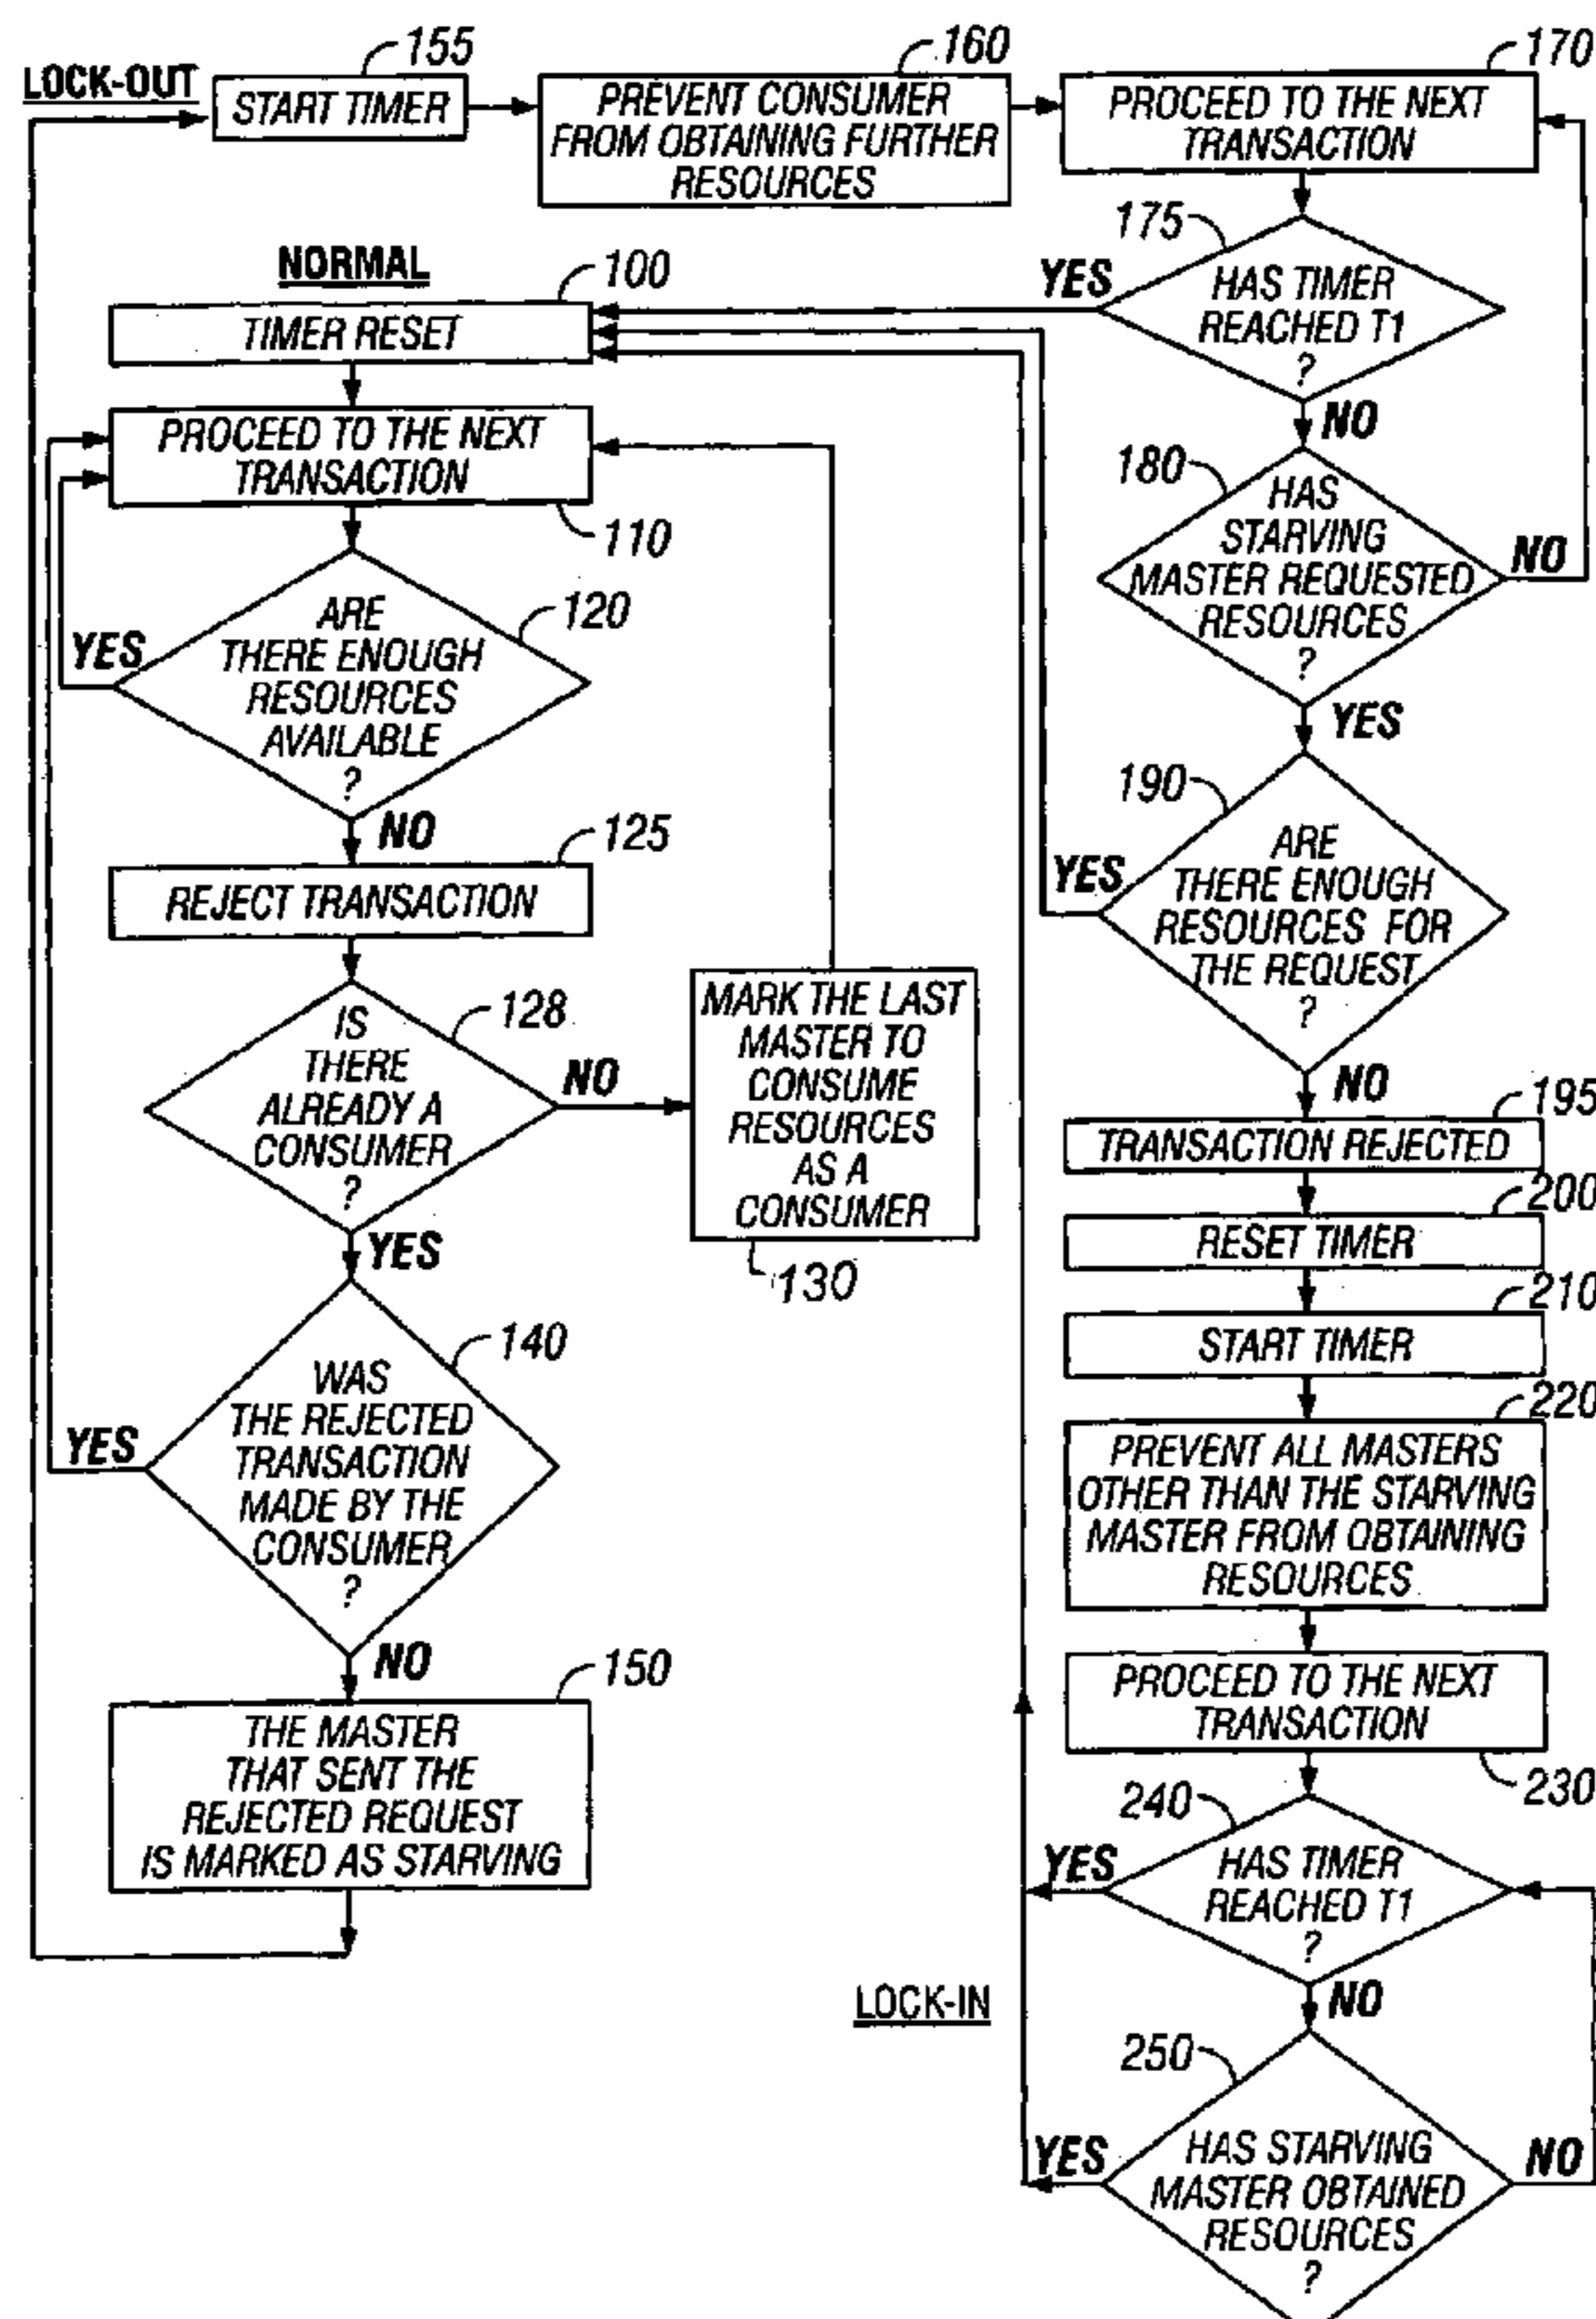 LOCK-OUT
155
START TIMER
160
PREVENT CONSUMER
FROM OBTAINING FURTHER
RESOURCES
170
PROCEED TO THE NEXT
TRANSACTION
175
HAS TIMER
REACHED T1
?
YES
NO
180
HAS
STARVING
MASTER REQUESTED
RESOURCES
?
NO
YES
190
ARE
THERE ENOUGH
RESOURCES FOR
THE REQUEST
?
YES
NO
195
TRANSACTION REJECTED
200
RESET TIMER
210
START TIMER
220
PREVENT ALL MASTERS
OTHER THAN THE STARVING
MASTER FROM OBTAINING
RESOURCES
PROCEED TO THE NEXT
TRANSACTION
230
240
HAS TIMER
REACHED T1
?
YES
NO
LOCK-IN
250
HAS STARVING
MASTER OBTAINED
RESOURCES
?
YES
NO
NORMAL
100
TIMER RESET
PROCEED TO THE NEXT
TRANSACTION
110
120
ARE
THERE ENOUGH
RESOURCES
AVAILABLE
?
YES
NO
125
REJECT TRANSACTION
128
IS
THERE
ALREADY A
CONSUMER
?
NO
YES
MARK THE LAST
MASTER TO
CONSUME
RESOURCES
AS A
CONSUMER
130
140
WAS
THE REJECTED
TRANSACTION
MADE BY THE
CONSUMER
?
YES
NO
150
THE MASTER
THAT SENT THE
REJECTED REQUEST
IS MARKED AS STARVING